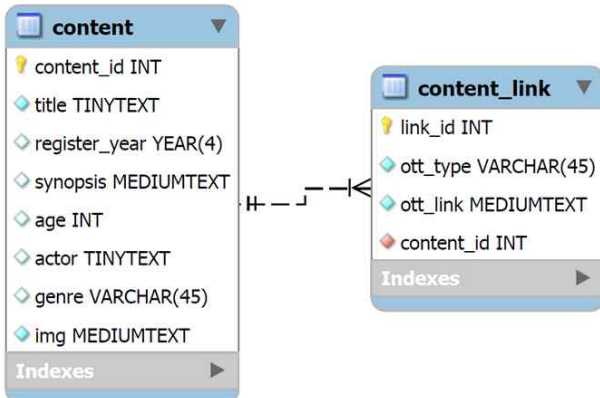 content
content_id INT
title TINYTEXT
register_year YEAR(4)
synopsis MEDIUMTEXT
age INT
actor TINYTEXT
genre VARCHAR(45)
img MEDIUMTEXT
Indexes
content_link
link_id INT
ott_type VARCHAR(45)
ott_link MEDIUMTEXT
content_id INT
Indexes